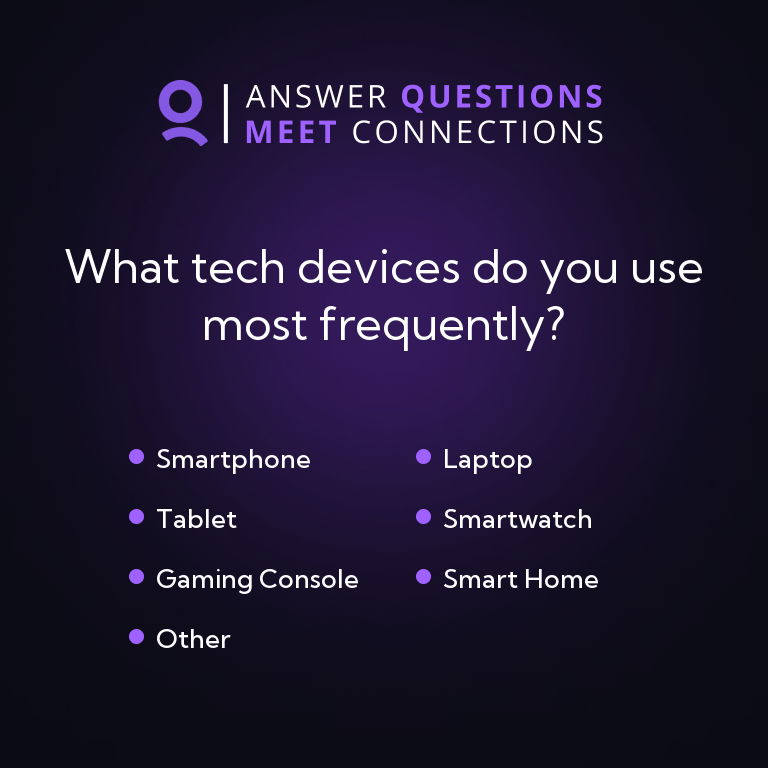 ANSWER QUESTIONS
MEET CONNECTIONS
What tech devices do you use
most frequently?
Smartphone
Laptop
Tablet
Smartwatch
Gaming Console
Smart Home
Other